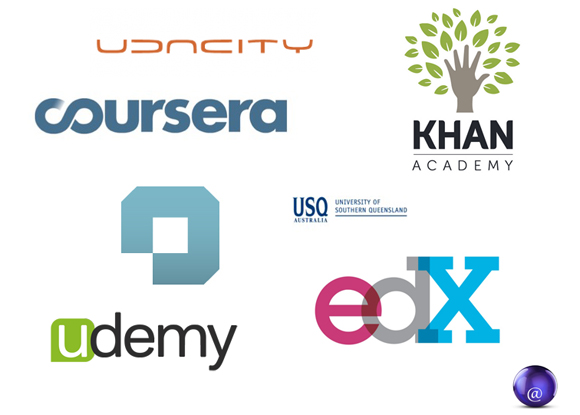 UDACITY
coursera
KHAN
ACADEMY
USQ
AUSTRALIA
UNIVERSITY OF
SOUTHERN QUEENSLAND
edX
udemy
@